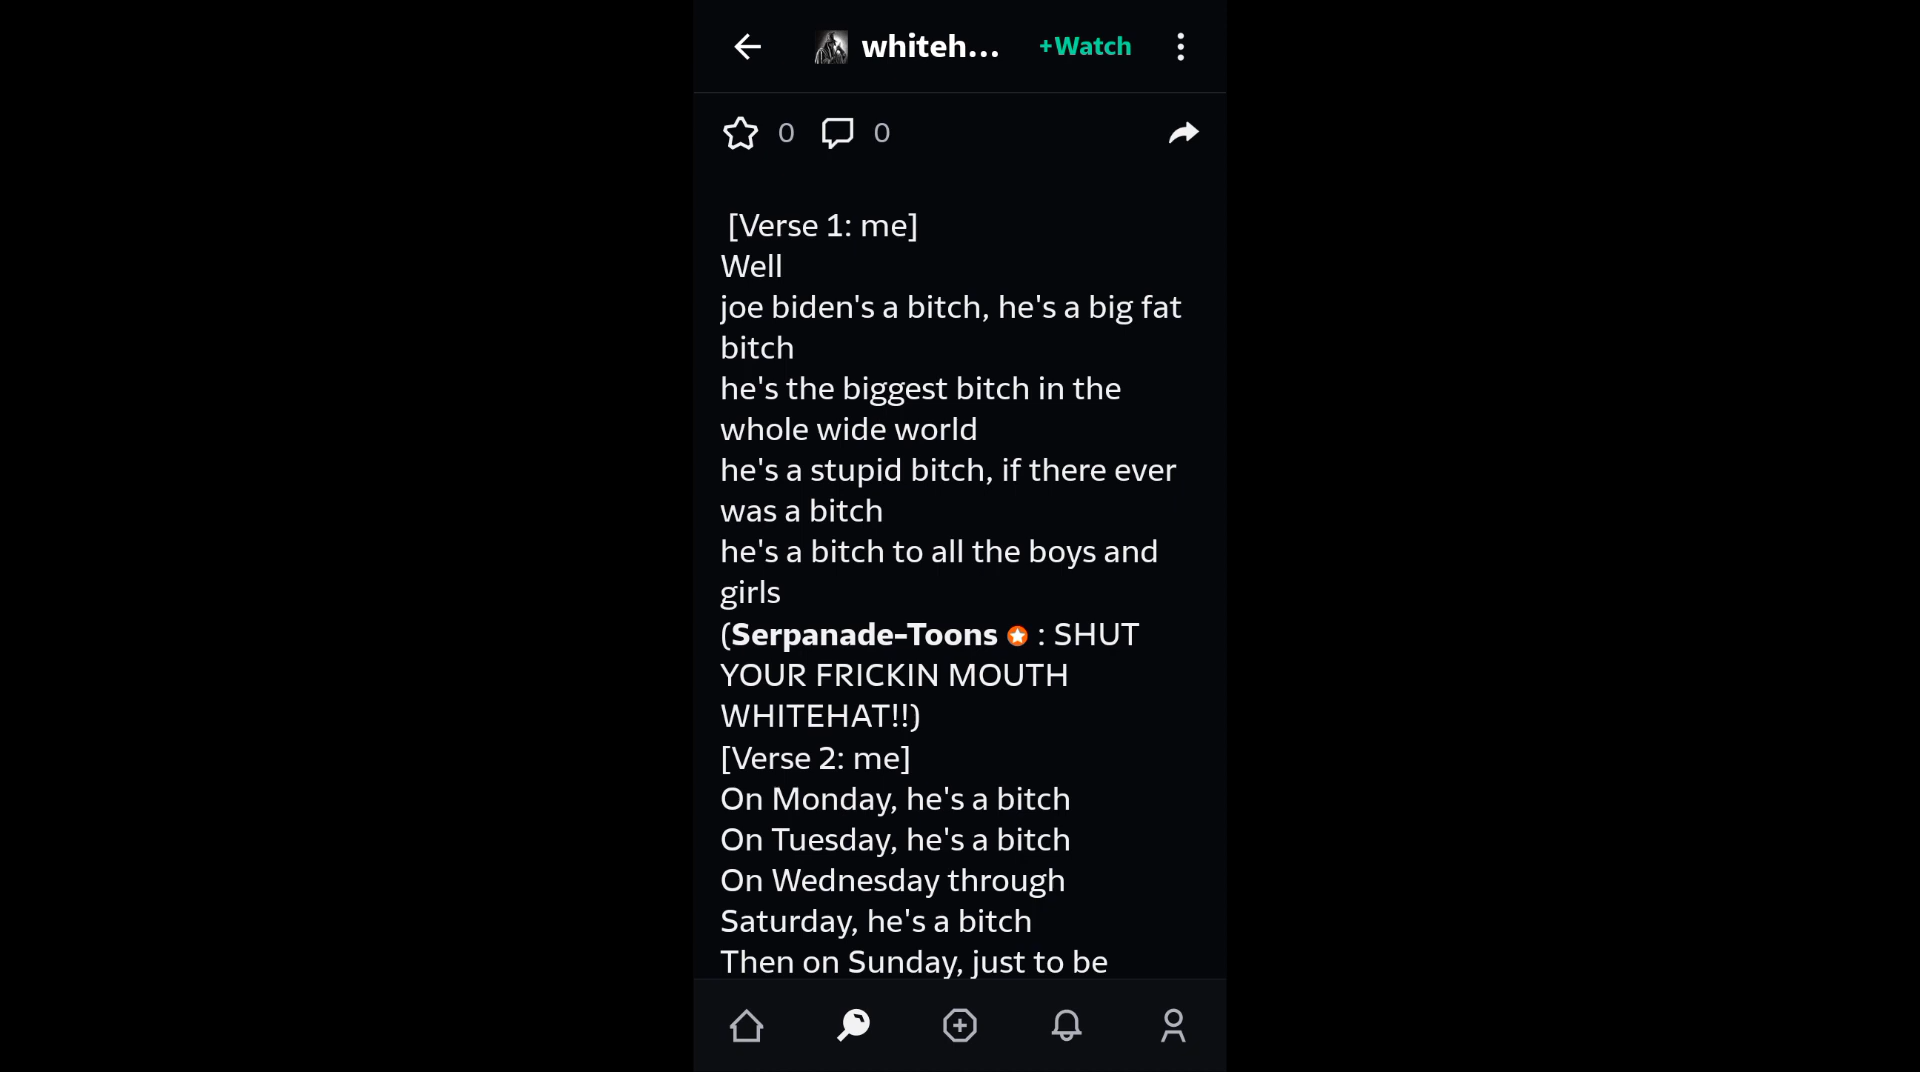 whiteh...
+Watch
0
0
[Verse 1: me]
Well
joe biden's a bitch, he's a big fat
bitch
he's the biggest bitch in the
whole wide world
he's a stupid bitch, if there ever
was a bitch
he's a bitch to all the boys and
girls
(Serpanade-Toons : SHUT
YOUR FRICKIN MOUTH
WHITEHAT!!)
[Verse 2: me]
On Monday, he's a bitch
On Tuesday, he's a bitch
On Wednesday through
Saturday, he's a bitch
Then on Sunday, just to be